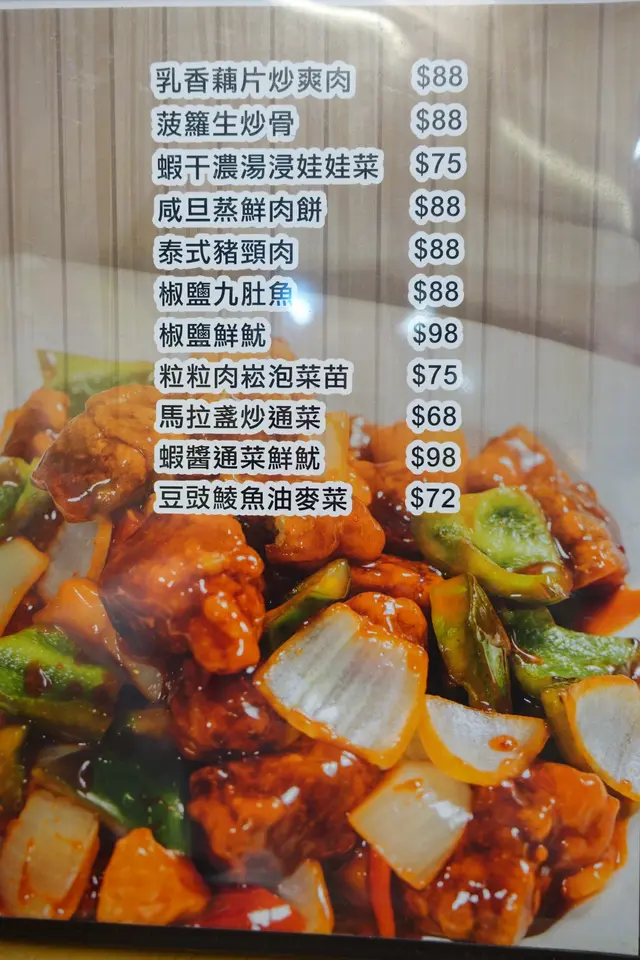 乳香藕片炒爽肉 $88
菠籮生炒骨 $88
蝦干濃湯浸娃娃菜 $75
咸旦蒸鮮肉餅 $88
泰式豬頸肉 $88
椒鹽九肚魚 $88
椒鹽鮮魷 $98
粒粒肉崧泡菜苗 $75
馬拉盞炒通菜 $68
蝦醬通菜鮮魷 $98
豆豉鯪魚油麥菜 $72